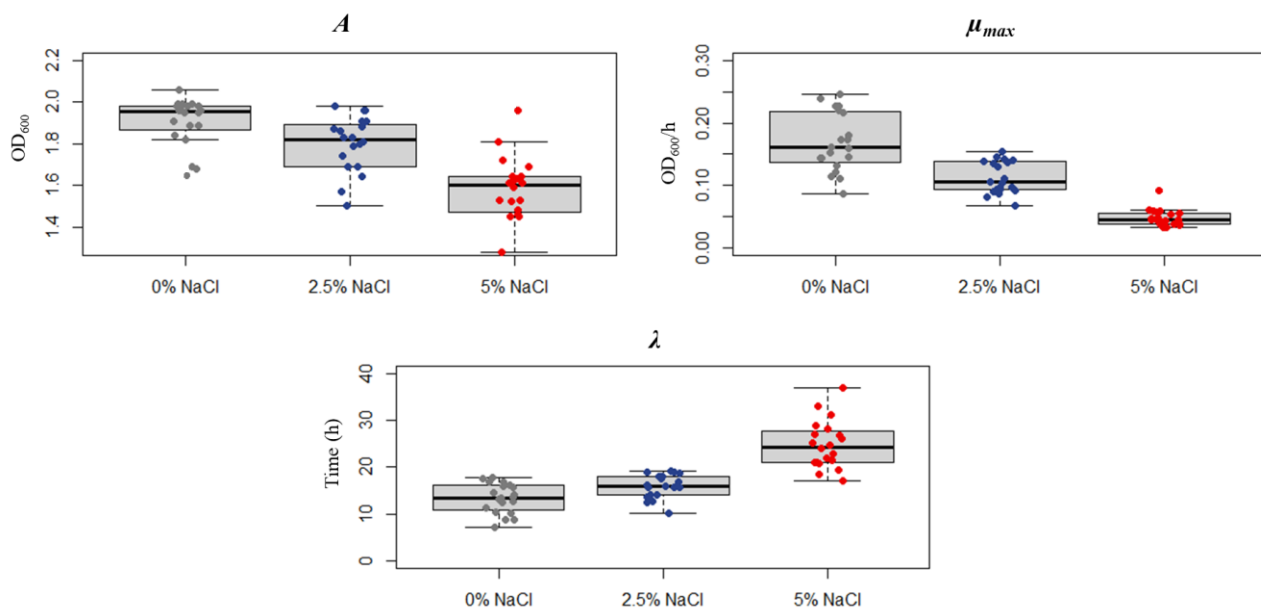 A
OD600
2.2
2.0
1.8
1.6
1.4
0% NaCl 2.5% NaCl 5% NaCl
μmax
OD600/h
0.30
0.20
0.10
0.00
0% NaCl 2.5% NaCl 5% NaCl
λ
Time (h)
40
30
20
10
0
0% NaCl 2.5% NaCl 5% NaCl